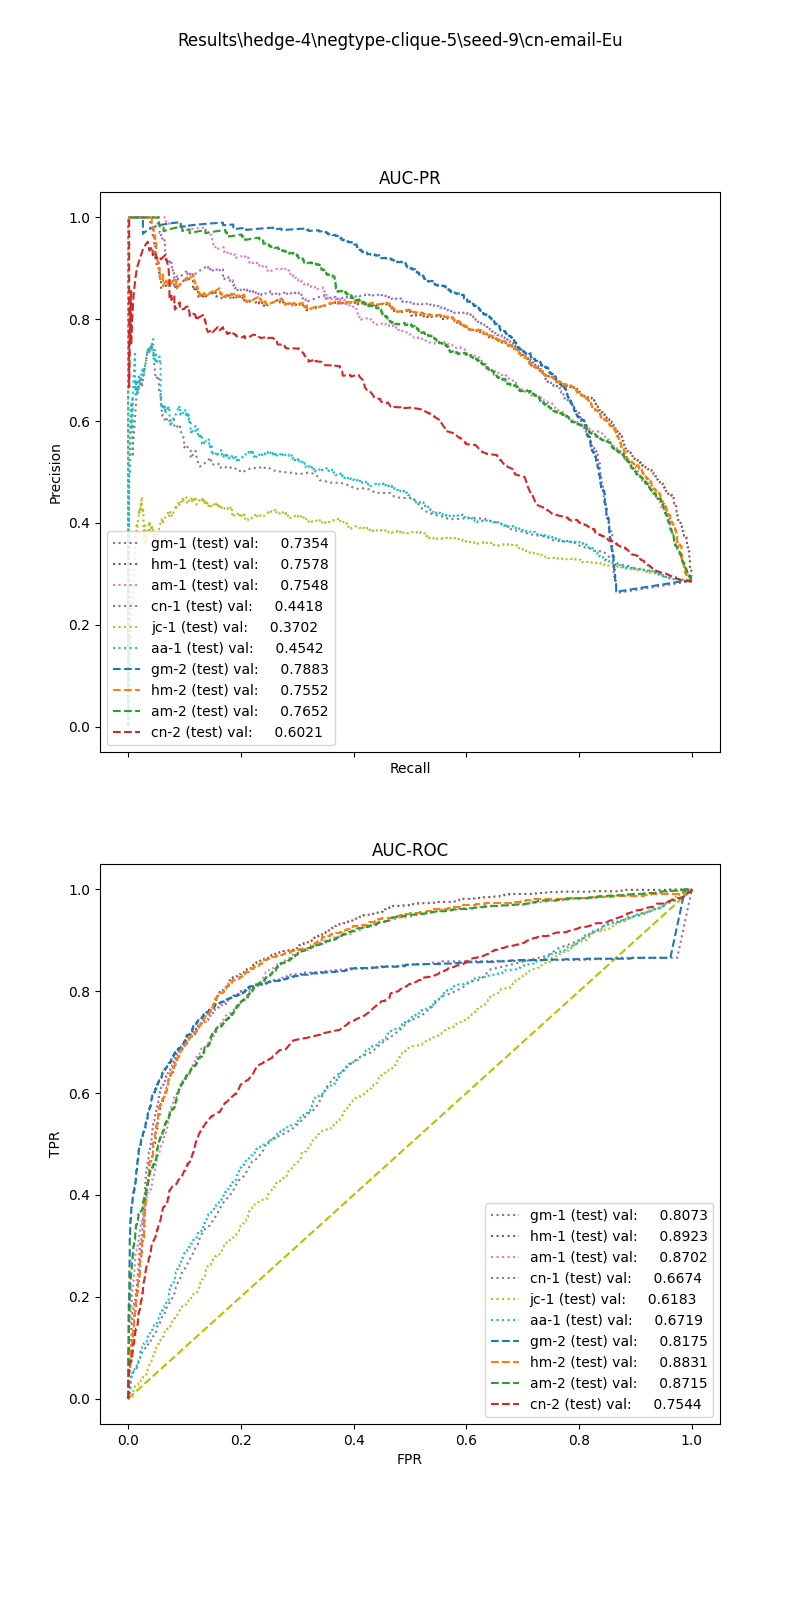 Results\hedge-4\negtype-clique-5\seed-9\cn-email-Eu
AUC-PR
1.0
0.8
0.6
0.4
0.2
0.0
Precision
gm-1 (test) val: 0.7354
hm-1 (test) val: 0.7578
am-1 (test) val: 0.7548
cn-1 (test) val: 0.4418
jc-1 (test) val: 0.3702
aa-1 (test) val: 0.4542
gm-2 (test) val: 0.7883
hm-2 (test) val: 0.7552
am-2 (test) val: 0.7652
cn-2 (test) val: 0.6021
Recall
AUC-ROC
1.0
0.8
0.6
0.4
0.2
0.0
TPR
gm-1 (test) val: 0.8073
hm-1 (test) val: 0.8923
am-1 (test) val: 0.8702
cn-1 (test) val: 0.6674
jc-1 (test) val: 0.6183
aa-1 (test) val: 0.6719
gm-2 (test) val: 0.8175
hm-2 (test) val: 0.8831
am-2 (test) val: 0.8715
cn-2 (test) val: 0.7544
0.0 0.2 0.4 0.6 0.8 1.0
FPR